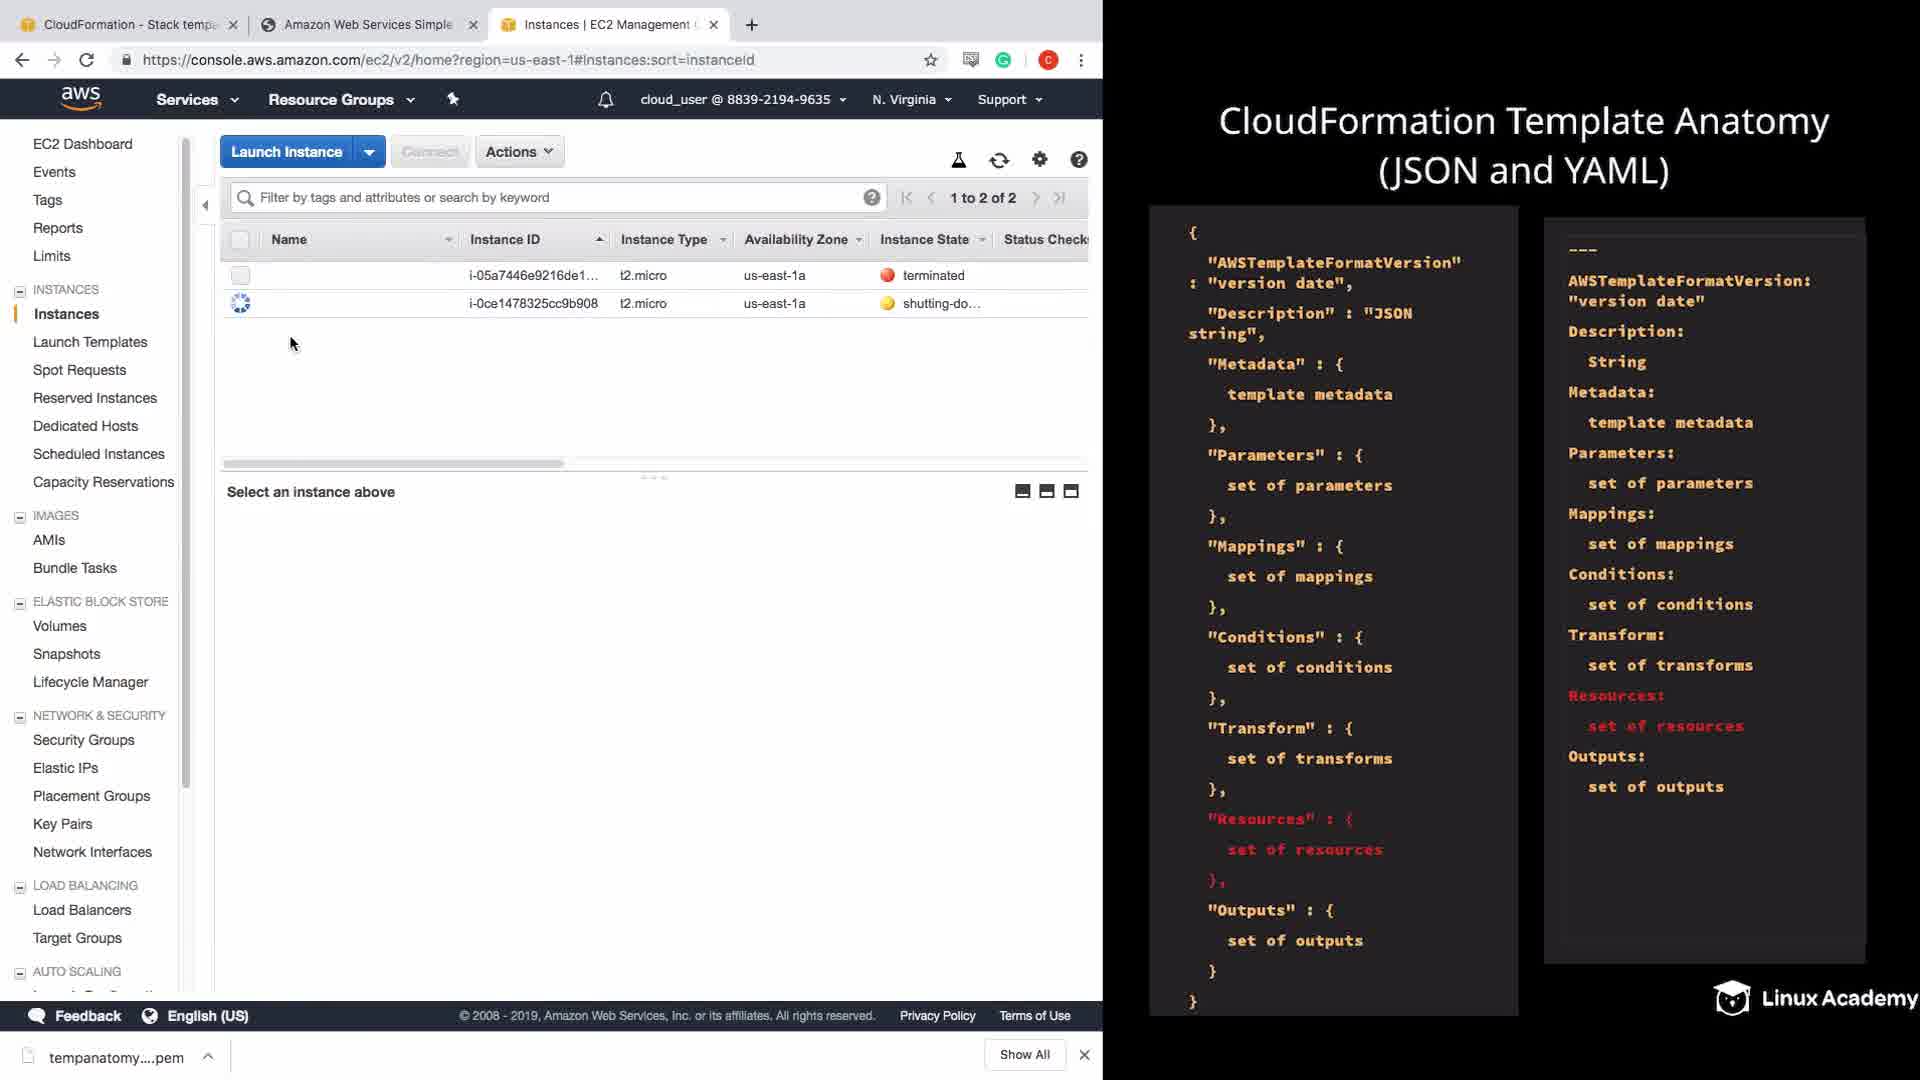 CloudFormation - Stack tempa
Amazon Web Services Simple
Instances | EC2 Management
https://console.aws.amazon.com/ec2/v2/home?region=us-east-1#Instances:sort=instanceId
C
aws
Services
Resource Groups
cloud_user @ 8839-2194-9635
N. Virginia
Support
EC2 Dashboard
Events
Tags
Reports
Limits
INSTANCES
Instances
Launch Templates
Spot Requests
Reserved Instances
Dedicated Hosts
Scheduled Instances
Capacity Reservations
IMAGES
AMIs
Bundle Tasks
ELASTIC BLOCK STORE
Volumes
Snapshots
Lifecycle Manager
NETWORK & SECURITY
Security Groups
Elastic IPs
Placement Groups
Key Pairs
Network Interfaces
LOAD BALANCING
Load Balancers
Target Groups
AUTO SCALING
Launch Instance
Connect
Actions
Filter by tags and attributes or search by keyword
1 to 2 of 2
Name Instance ID Instance Type Availability Zone Instance State Status Checks
i-05a7446e9216de1... t2.micro us-east-1a terminated
i-0ce1478325cc9b908 t2.micro us-east-1a shutting-do...
Select an instance above
Feedback
English (US)
© 2008 - 2019, Amazon Web Services, Inc. or its affiliates. All rights reserved.
Privacy Policy
Terms of Use
tempanatomy....pem
Show All
CloudFormation Template Anatomy
(JSON and YAML)
{
"AWSTemplateFormatVersion"
: "version date",
"Description" : "JSON
string",
"Metadata" : {
template metadata
},
"Parameters" : {
set of parameters
},
"Mappings" : {
set of mappings
},
"Conditions" : {
set of conditions
},
"Transform" : {
set of transforms
},
"Resources" : {
set of resources
},
"Outputs" : {
set of outputs
}
}
---
AWSTemplateFormatVersion:
"version date"
Description:
String
Metadata:
template metadata
Parameters:
set of parameters
Mappings:
set of mappings
Conditions:
set of conditions
Transform:
set of transforms
Resources:
set of resources
Outputs:
set of outputs
Linux Academy